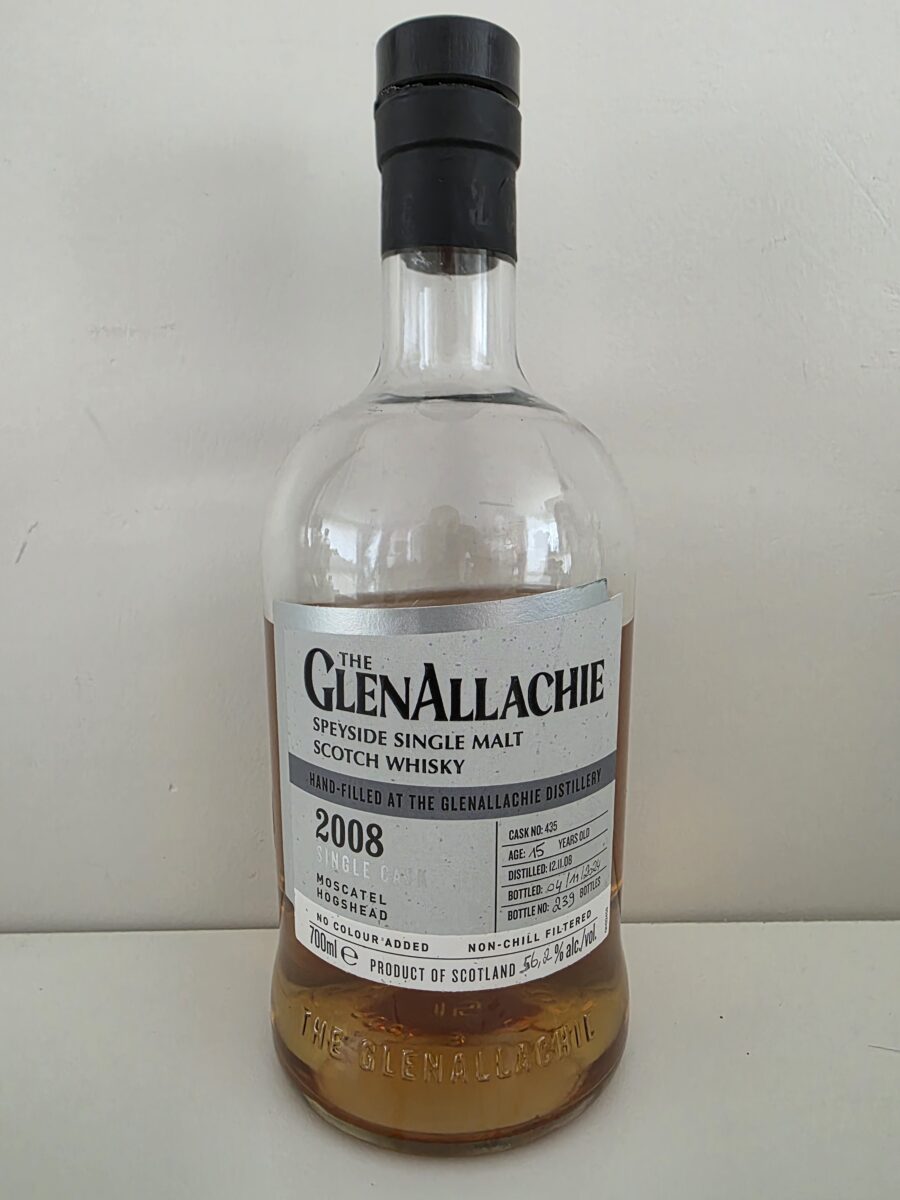 THE
GLENALLACHIE
SPEYSIDE SINGLE MALT
SCOTCH WHISKY
HAND-FILLED AT THE GLENALLACHIE DISTILLERY
2008
SINGLE CASK
MOSCATEL
HOGSHEAD
CASK NO: 435
AGE: 15 YEARS OLD
DISTILLED: 12.11.08
BOTTLED: 04/11/2024
BOTTLE NO: 239 BOTTLES
NO COLOUR ADDED NON-CHILL FILTERED
700ml e PRODUCT OF SCOTLAND 56,2% alc./vol.
THE GLENALLACHIE